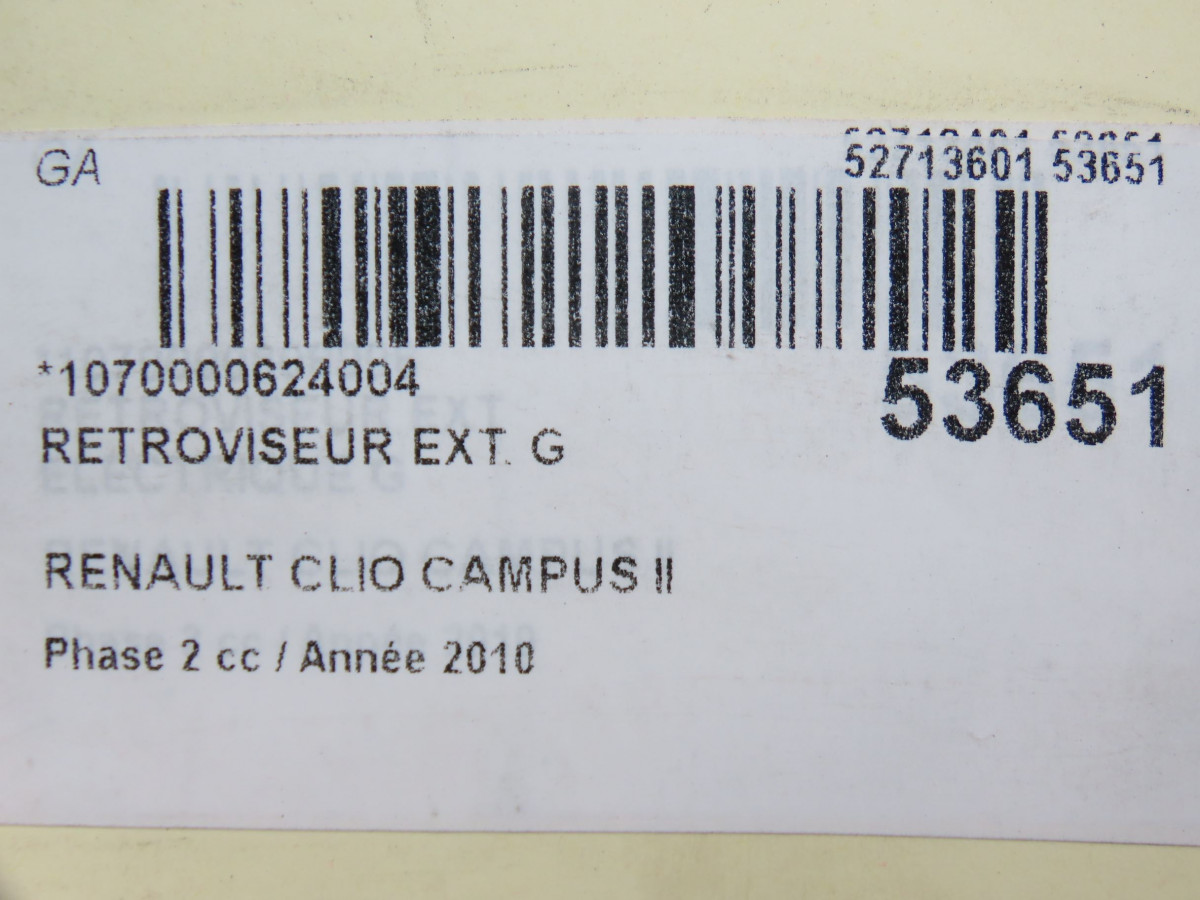 GA
52713601 53651
*1070000624004
53651
RETROVISEUR EXT. G
RENAULT CLIO CAMPUS II
Phase 2 cc / Année 2010